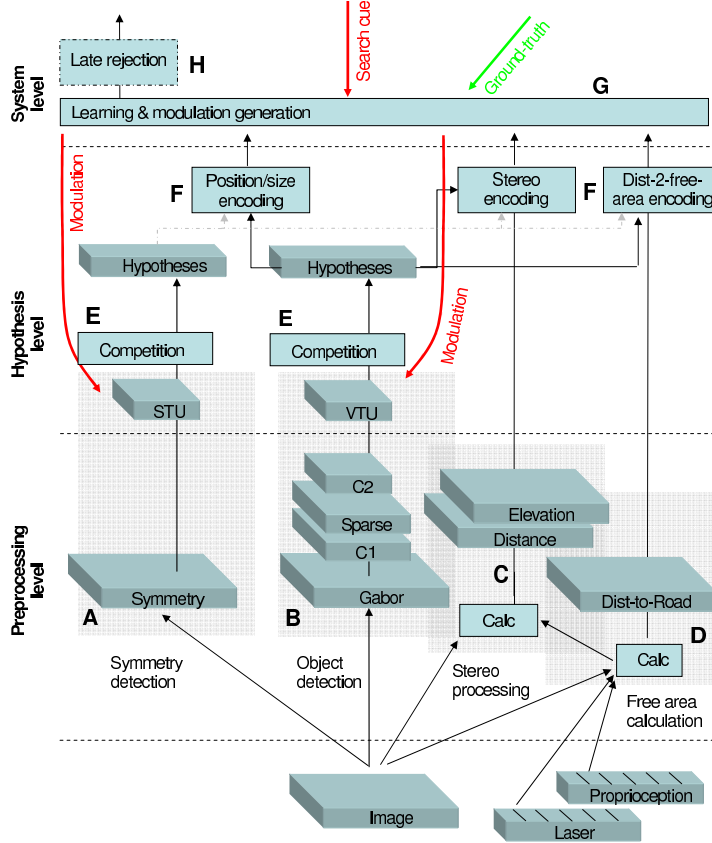 System
level
Late rejection
H
Search cue
Ground-truth
G
Learning & modulation generation
Modulation
F
Position/size
encoding
Stereo
encoding
F
Dist-2-free-
area encoding
Hypotheses
Hypotheses
Hypothesis
level
E
Competition
E
Competition
Modulation
STU
VTU
Preprocessing
level
C2
Sparse
C1
Gabor
Elevation
Distance
Symmetry
Dist-to-Road
A
B
C
Calc
D
Calc
Symmetry
detection
Object
detection
Stereo
processing
Free area
calculation
Image
Proprioception
Laser